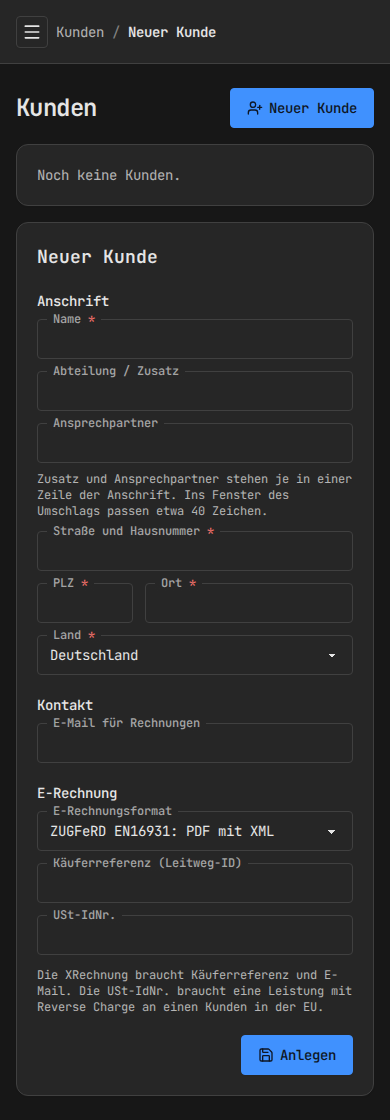 Kunden / Neuer Kunde
Kunden
Neuer Kunde
Noch keine Kunden.
Neuer Kunde
Anschrift
Name *
Abteilung / Zusatz
Ansprechpartner
Zusatz und Ansprechpartner stehen je in einer
Zeile der Anschrift. Ins Fenster des
Umschlags passen etwa 40 Zeichen.
Straße und Hausnummer *
PLZ * Ort *
Land *
Deutschland
Kontakt
E-Mail für Rechnungen
E-Rechnung
E-Rechnungsformat
ZUGFeRD EN16931: PDF mit XML
Käuferreferenz (Leitweg-ID)
USt-IdNr.
Die XRechnung braucht Käuferreferenz und E-
Mail. Die USt-IdNr. braucht eine Leistung mit
Reverse Charge an einen Kunden in der EU.
Anlegen